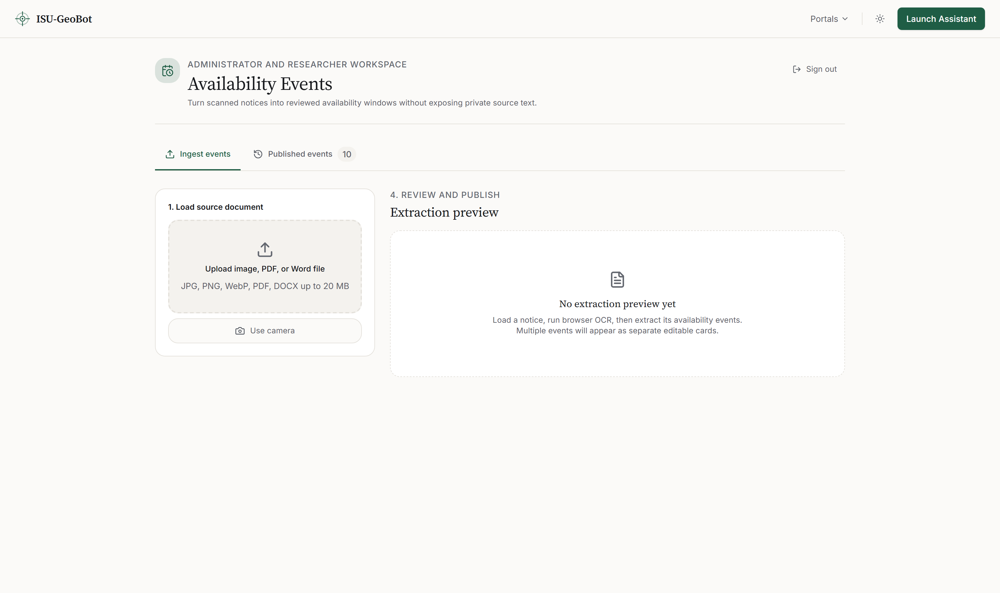 ISU-GeoBot
Portals
Launch Assistant
ADMINISTRATOR AND RESEARCHER WORKSPACE
Availability Events
Turn scanned notices into reviewed availability windows without exposing private source text.
Sign out
Ingest events
Published events 10
1. Load source document
Upload image, PDF, or Word file
JPG, PNG, WebP, PDF, DOCX up to 20 MB
Use camera
4. REVIEW AND PUBLISH
Extraction preview
No extraction preview yet
Load a notice, run browser OCR, then extract its availability events.
Multiple events will appear as separate editable cards.